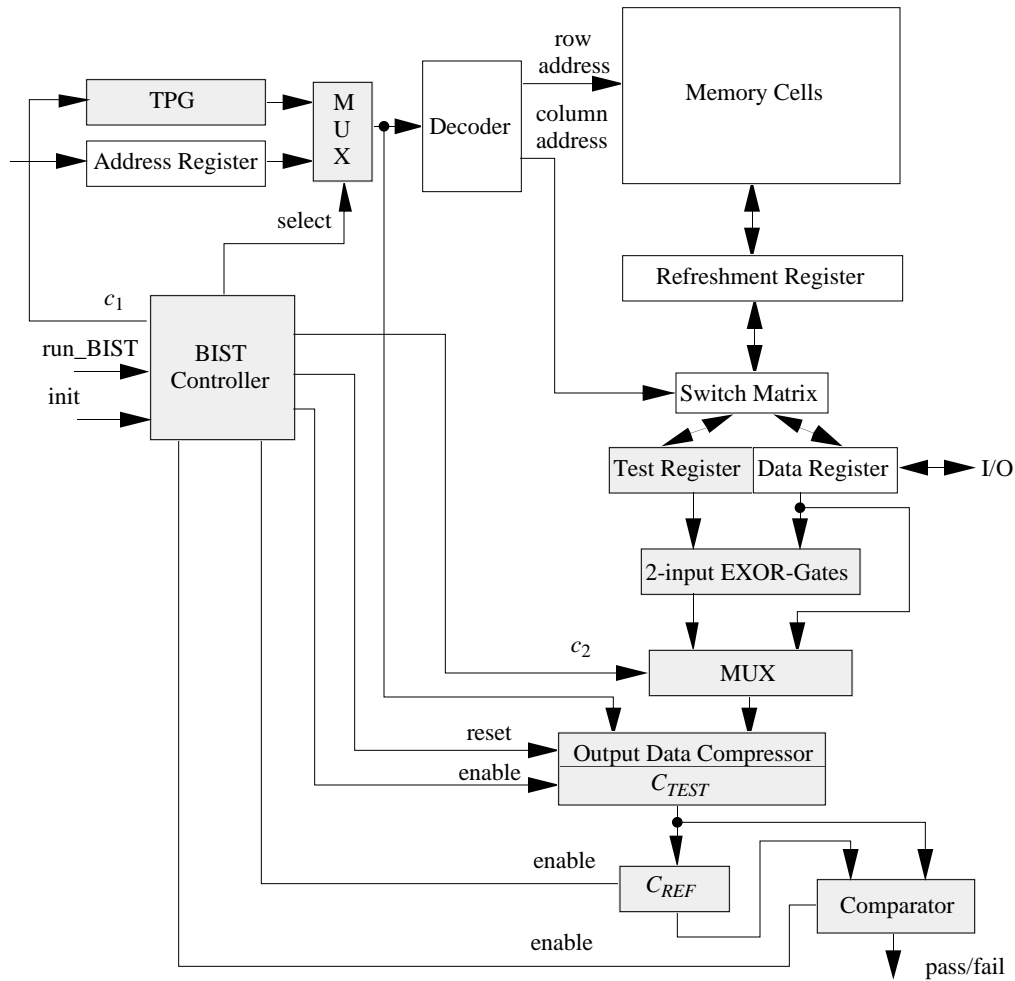 row
address
TPG
M
U
X
Memory Cells
Decoder
column
address
Address Register
select
Refreshment Register
c1
run_BIST
BIST
Controller
init
Switch Matrix
Test Register
Data Register
I/O
2-input EXOR-Gates
c2
MUX
reset
Output Data Compressor
enable
CTEST
enable
CREF
Comparator
enable
pass/fail